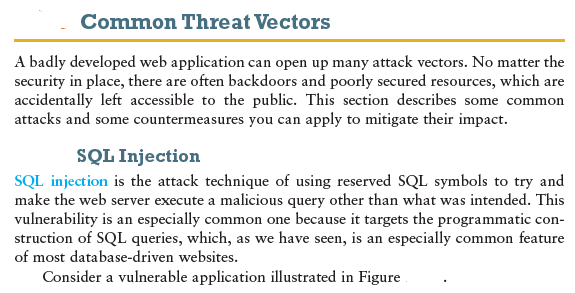 Common Threat Vectors
A badly developed web application can open up many attack vectors. No matter the
security in place, there are often backdoors and poorly secured resources, which are
accidentally left accessible to the public. This section describes some common
attacks and some countermeasures you can apply to mitigate their impact.
SQL Injection
SQL injection is the attack technique of using reserved SQL symbols to try and
make the web server execute a malicious query other than what was intended. This
vulnerability is an especially common one because it targets the programmatic con-
struction of SQL queries, which, as we have seen, is an especially common feature
of most database-driven websites.
Consider a vulnerable application illustrated in Figure .